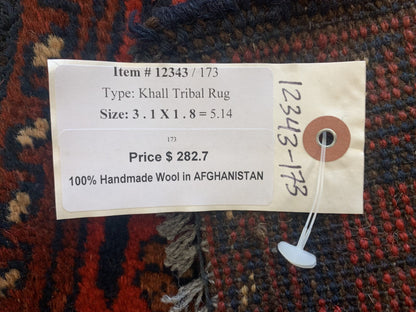 Item # 12343 / 173
Type: Khall Tribal Rug
Size: 3 . 1 X 1 . 8 = 5.14
173
Price $ 282.7
100% Handmade Wool in AFGHANISTAN
12343-173